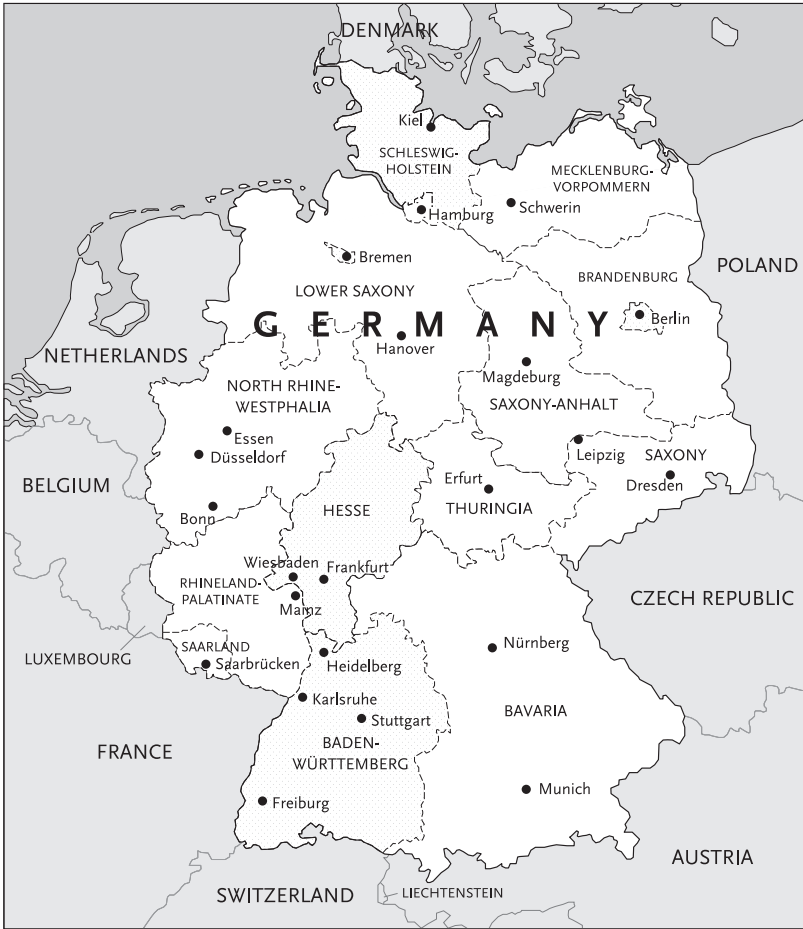 DENMARK
Kiel
SCHLESWIG-
HOLSTEIN
MECKLENBURG-
VORPOMMERN
Hamburg
Schwerin
Bremen
POLAND
BRANDENBURG
LOWER SAXONY
Berlin
GERMANY
Hanover
NETHERLANDS
Magdeburg
NORTH RHINE-
WESTPHALIA
SAXONY-ANHALT
Essen
Düsseldorf
Leipzig
SAXONY
BELGIUM
Erfurt
Dresden
THURINGIA
HESSE
Bonn
Wiesbaden
Frankfurt
RHINELAND-
PALATINATE
Mainz
CZECH REPUBLIC
SAARLAND
Nürnberg
LUXEMBOURG
Saarbrücken
Heidelberg
Karlsruhe
BAVARIA
Stuttgart
FRANCE
BADEN-
WÜRTTEMBERG
Munich
Freiburg
AUSTRIA
SWITZERLAND
LIECHTENSTEIN